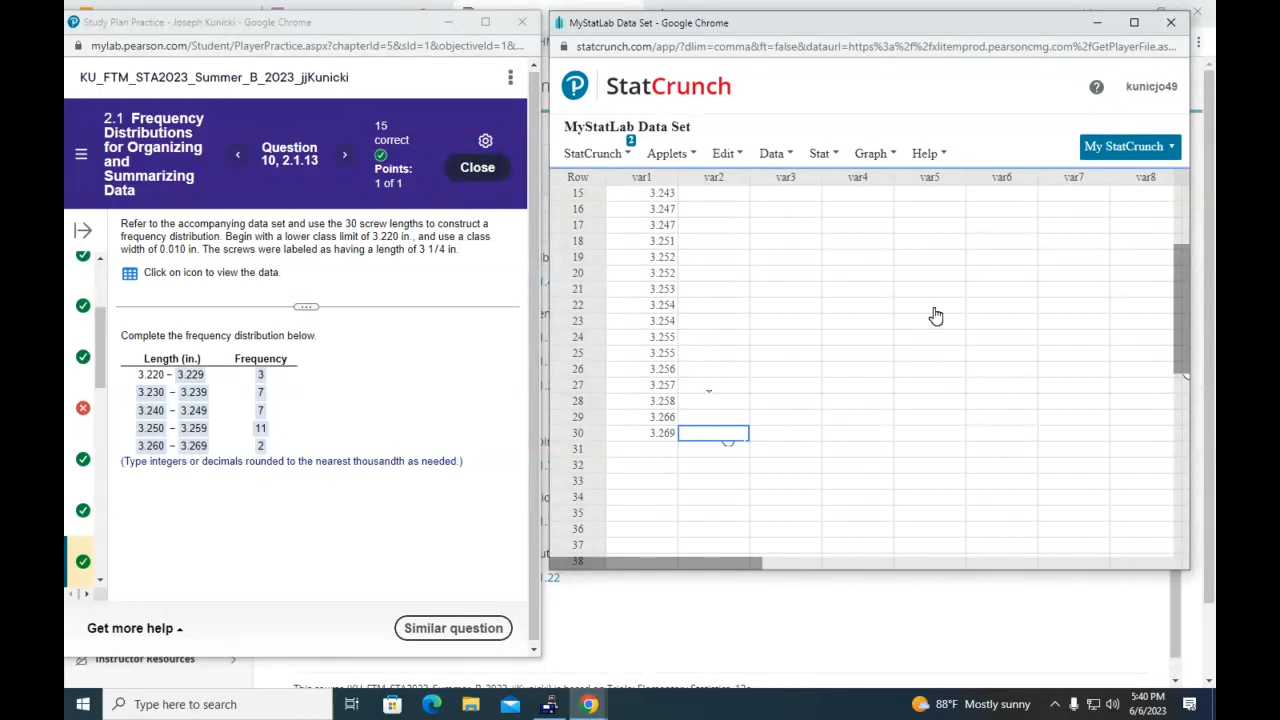 Study Plan Practice - Joseph Kunicki - Google Chrome
mylab.pearson.com/Student/PlayerPractice.aspx?chapterId=5&sId=1&objectiveId=1&...
KU_FTM_STA2023_Summer_B_2023_jjKunicki
2.1 Frequency
Distributions
for Organizing
and
Summarizing
Data
Question
10, 2.1.13
15
correct
Points:
1 of 1
Close
Refer to the accompanying data set and use the 30 screw lengths to construct a
frequency distribution. Begin with a lower class limit of 3.220 in., and use a class
width of 0.010 in. The screws were labeled as having a length of 3 1/4 in.
Click on icon to view the data.
Complete the frequency distribution below.
Length (in.) Frequency
3.220 – 3.229 3
3.230 – 3.239 7
3.240 – 3.249 7
3.250 – 3.259 11
3.260 – 3.269 2
(Type integers or decimals rounded to the nearest thousandth as needed.)
Get more help
Similar question
Instructor Resources
MyStatLab Data Set - Google Chrome
statcrunch.com/app/?dlim=comma&ft=false&dataurl=https%3a%2f%2fxlitemprod.pearsoncmg.com%2fGetPlayerFile.as...
P StatCrunch
kunicjo49
MyStatLab Data Set
2
StatCrunch Applets Edit Data Stat Graph Help
My StatCrunch
Row var1 var2 var3 var4 var5 var6 var7 var8
15 3.243
16 3.247
17 3.247
18 3.251
19 3.252
20 3.252
21 3.253
22 3.254
23 3.254
24 3.255
25 3.255
26 3.256
27 3.257
28 3.258
29 3.266
30 3.269
31
32
33
34
35
36
37
38
1.22
Type here to search
88°F Mostly sunny
5:40 PM
6/6/2023